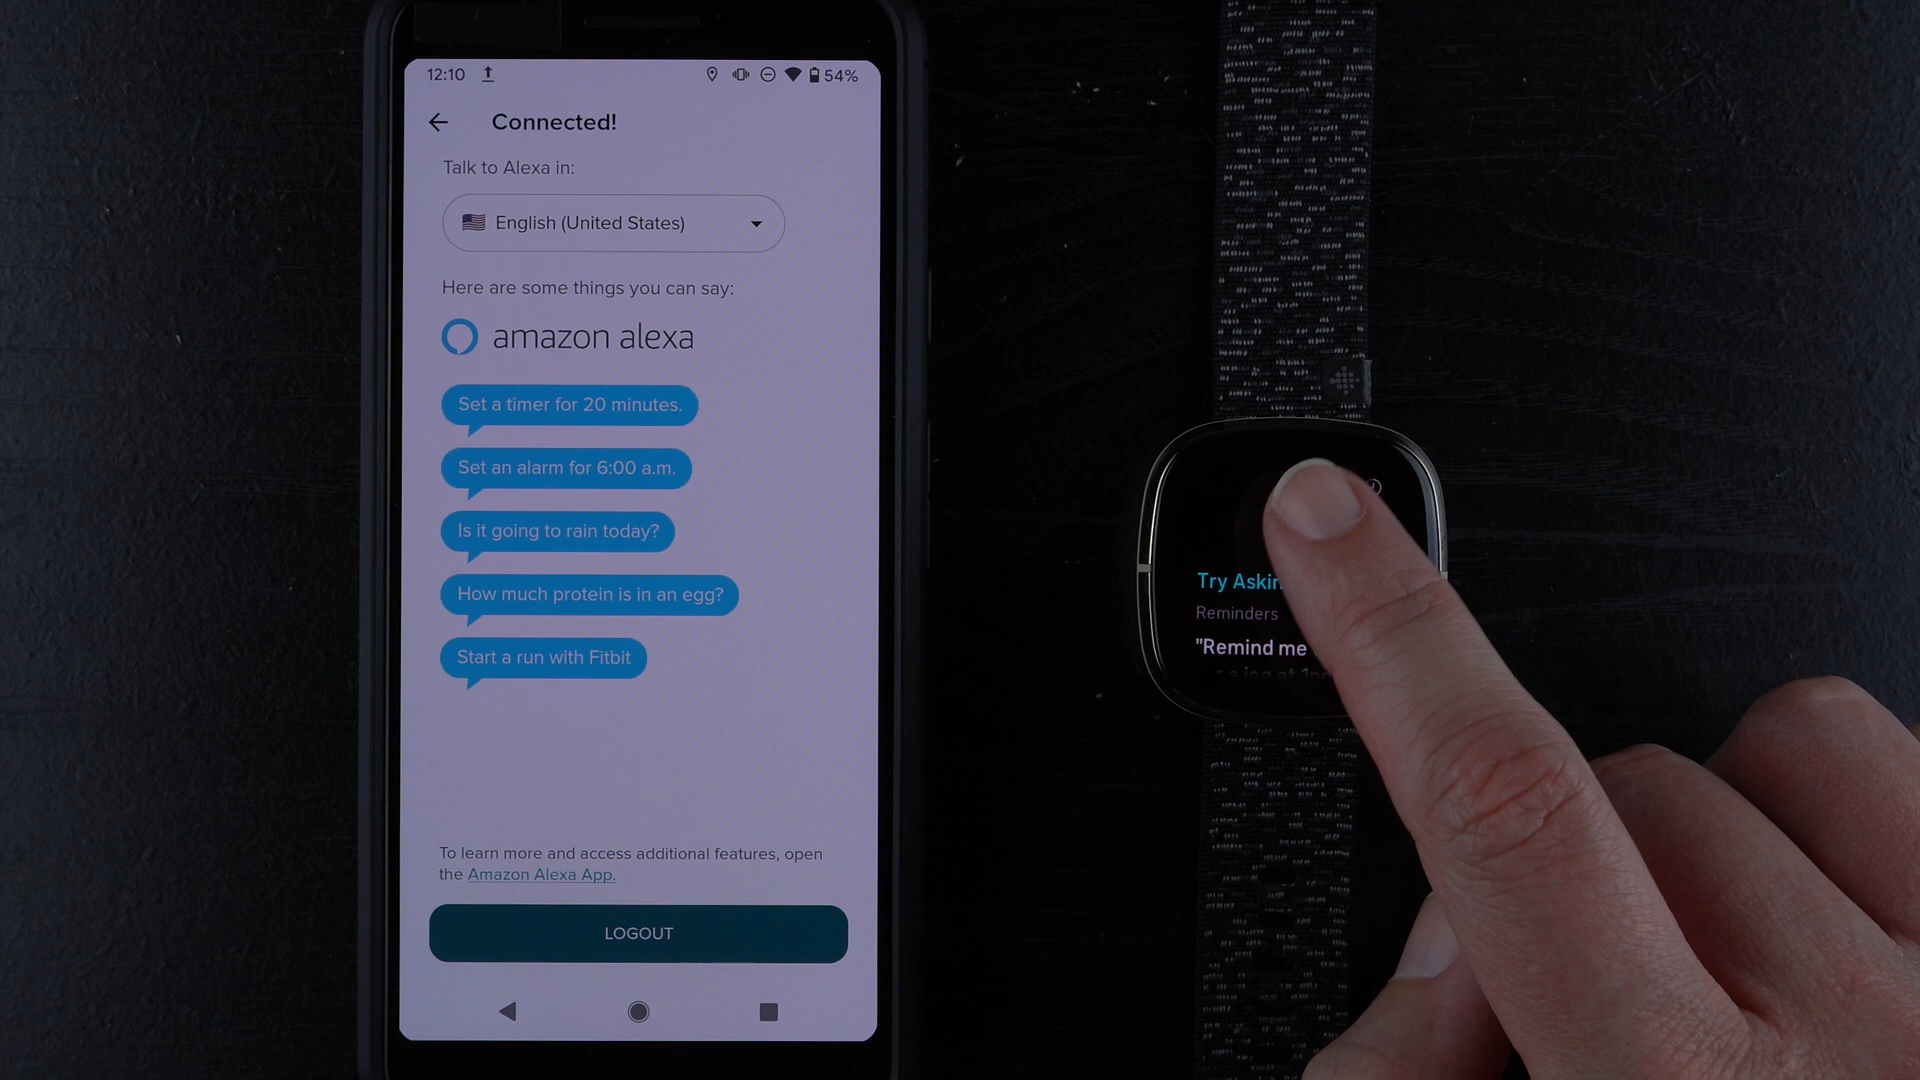 12:10
54%
Connected!
Talk to Alexa in:
English (United States)
Here are some things you can say:
amazon alexa
Set a timer for 20 minutes.
Set an alarm for 6:00 a.m.
Is it going to rain today?
How much protein is in an egg?
Start a run with Fitbit
To learn more and access additional features, open
the Amazon Alexa App.
LOGOUT
Try
Reminders
"Remind me
a jog at